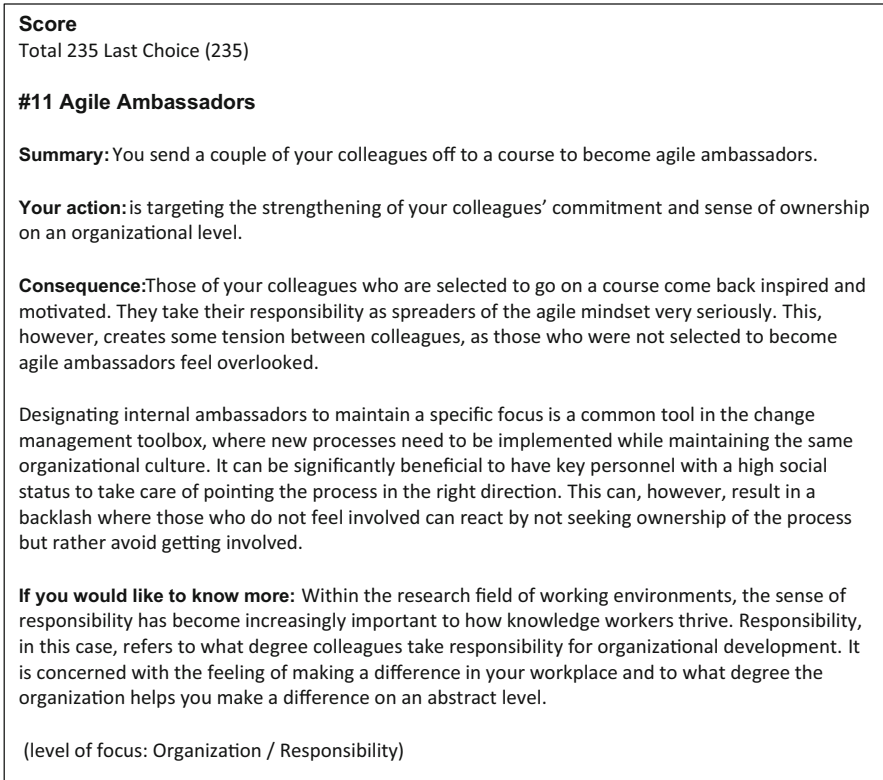 Score
Total 235 Last Choice (235)
#11 Agile Ambassadors
Summary: You send a couple of your colleagues off to a course to become agile ambassadors.
Your action: is targeting the strengthening of your colleagues’ commitment and sense of ownership
on an organizational level.
Consequence:Those of your colleagues who are selected to go on a course come back inspired and
motivated. They take their responsibility as spreaders of the agile mindset very seriously. This,
however, creates some tension between colleagues, as those who were not selected to become
agile ambassadors feel overlooked.
Designating internal ambassadors to maintain a specific focus is a common tool in the change
management toolbox, where new processes need to be implemented while maintaining the same
organizational culture. It can be significantly beneficial to have key personnel with a high social
status to take care of pointing the process in the right direction. This can, however, result in a
backlash where those who do not feel involved can react by not seeking ownership of the process
but rather avoid getting involved.
If you would like to know more: Within the research field of working environments, the sense of
responsibility has become increasingly important to how knowledge workers thrive. Responsibility,
in this case, refers to what degree colleagues take responsibility for organizational development. It
is concerned with the feeling of making a difference in your workplace and to what degree the
organization helps you make a difference on an abstract level.
(level of focus: Organization / Responsibility)